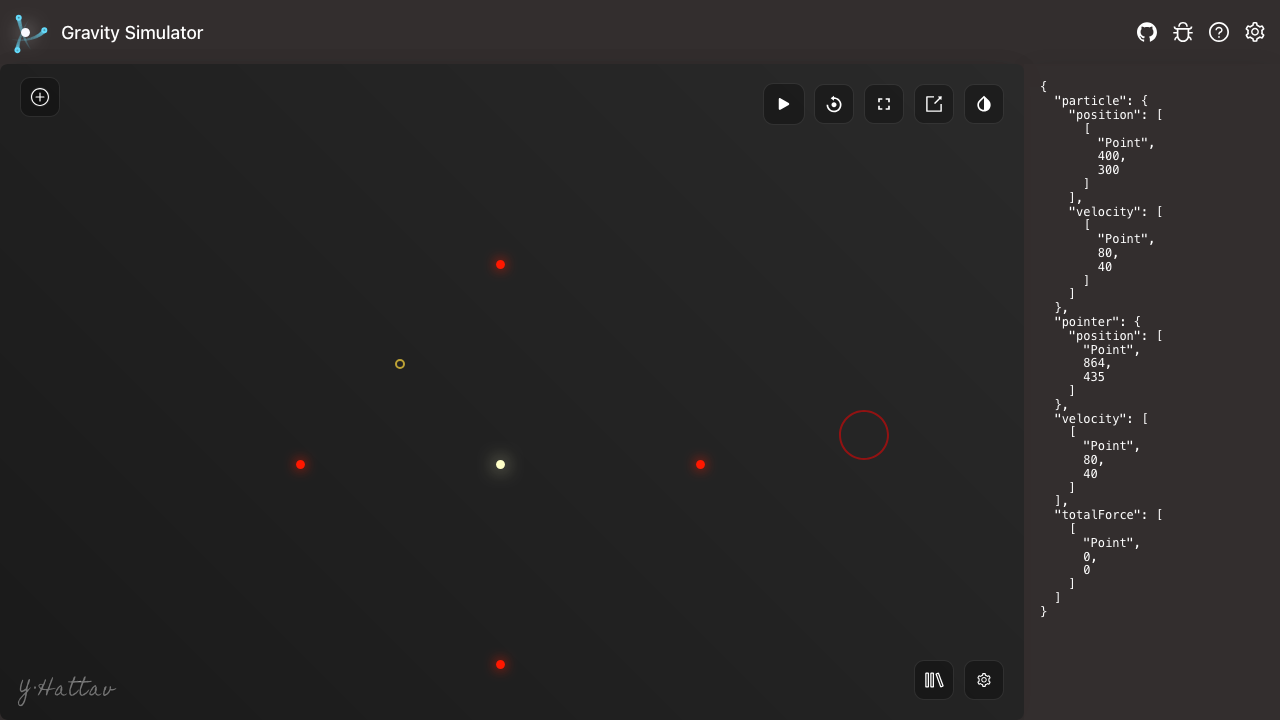 Gravity Simulator
{
"particle": {
"position": [
[
"Point",
400,
300
]
],
"velocity": [
[
"Point",
80,
40
]
]
},
"pointer": {
"position": [
"Point",
864,
435
]
},
"velocity": [
[
"Point",
80,
40
]
],
"totalForce": [
[
"Point",
0,
0
]
]
}
y·Hattav